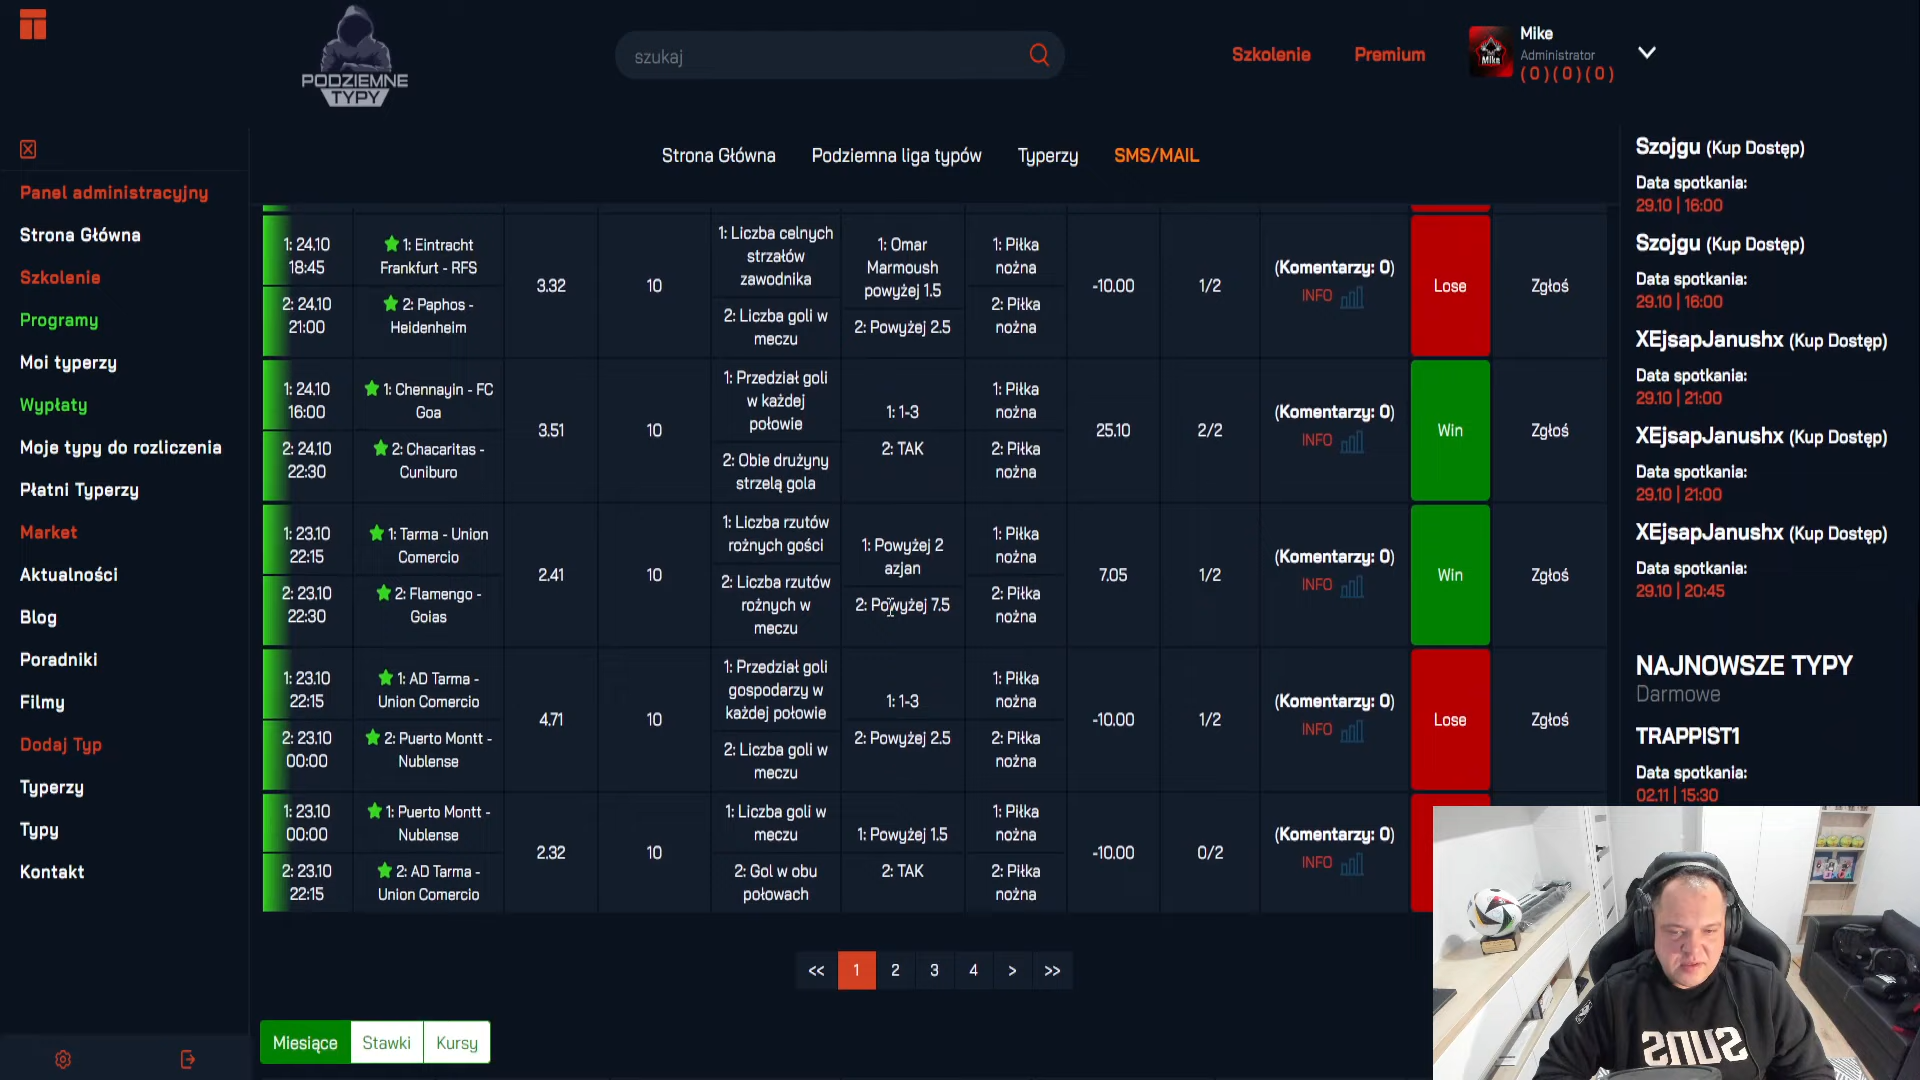 PODZIEMNE
TYPY
szukaj
Szkolenie
Premium
Mike
Mike
Administrator
( 0 ) ( 0 ) ( 0 )
Strona Główna
Podziemna liga typów
Typerzy
SMS/MAIL
Panel administracyjny
Strona Główna
Szkolenie
Programy
Moi typerzy
Wypłaty
Moje typy do rozliczenia
Płatni Typerzy
Market
Aktualności
Blog
Poradniki
Filmy
Dodaj Typ
Typerzy
Typy
Kontakt
1: 24.10
18:45
2: 24.10
21:00
1: Eintracht
Frankfurt - RFS
2: Paphos -
Heidenheim
3.32
10
1: Liczba celnych
strzałów
zawodnika
2: Liczba goli w
meczu
1: Omar
Marmoush
powyżej 1.5
2: Powyżej 2.5
1: Piłka
nożna
2: Piłka
nożna
-10.00
1/2
(Komentarzy: 0)
INFO
Lose
Zgłoś
1: 24.10
16:00
2: 24.10
22:30
1: Chennayin - FC
Goa
2: Chacaritas -
Cuniburo
3.51
10
1: Przedział goli
w każdej
połowie
2: Obie drużyny
strzelą gola
1: 1-3
2: TAK
1: Piłka
nożna
2: Piłka
nożna
25.10
2/2
(Komentarzy: 0)
INFO
Win
Zgłoś
1: 23.10
22:15
2: 23.10
22:30
1: Tarma - Union
Comercio
2: Flamengo -
Goias
2.41
10
1: Liczba rzutów
rożnych gości
2: Liczba rzutów
rożnych w
meczu
1: Powyżej 2
azjan
2: Powyżej 7.5
1: Piłka
nożna
2: Piłka
nożna
7.05
1/2
(Komentarzy: 0)
INFO
Win
Zgłoś
1: 23.10
22:15
2: 23.10
00:00
1: AD Tarma -
Union Comercio
2: Puerto Montt -
Nublense
4.71
10
1: Przedział goli
gospodarzy w
każdej połowie
2: Liczba goli w
meczu
1: 1-3
2: Powyżej 2.5
1: Piłka
nożna
2: Piłka
nożna
-10.00
1/2
(Komentarzy: 0)
INFO
Lose
Zgłoś
1: 23.10
00:00
2: 23.10
22:15
1: Puerto Montt -
Nublense
2: AD Tarma -
Union Comercio
2.32
10
1: Liczba goli w
meczu
2: Gol w obu
połowach
1: Powyżej 1.5
2: TAK
1: Piłka
nożna
2: Piłka
nożna
-10.00
0/2
(Komentarzy: 0)
INFO
<< 1 2 3 4 > >>
Miesiące
Stawki
Kursy
Szojgu (Kup Dostęp)
Data spotkania:
29.10 | 16:00
Szojgu (Kup Dostęp)
Data spotkania:
29.10 | 16:00
XEjsapJanushx (Kup Dostęp)
Data spotkania:
29.10 | 21:00
XEjsapJanushx (Kup Dostęp)
Data spotkania:
29.10 | 21:00
XEjsapJanushx (Kup Dostęp)
Data spotkania:
29.10 | 20:45
NAJNOWSZE TYPY
Darmowe
TRAPPIST1
Data spotkania:
02.11 | 15:30
SUNS